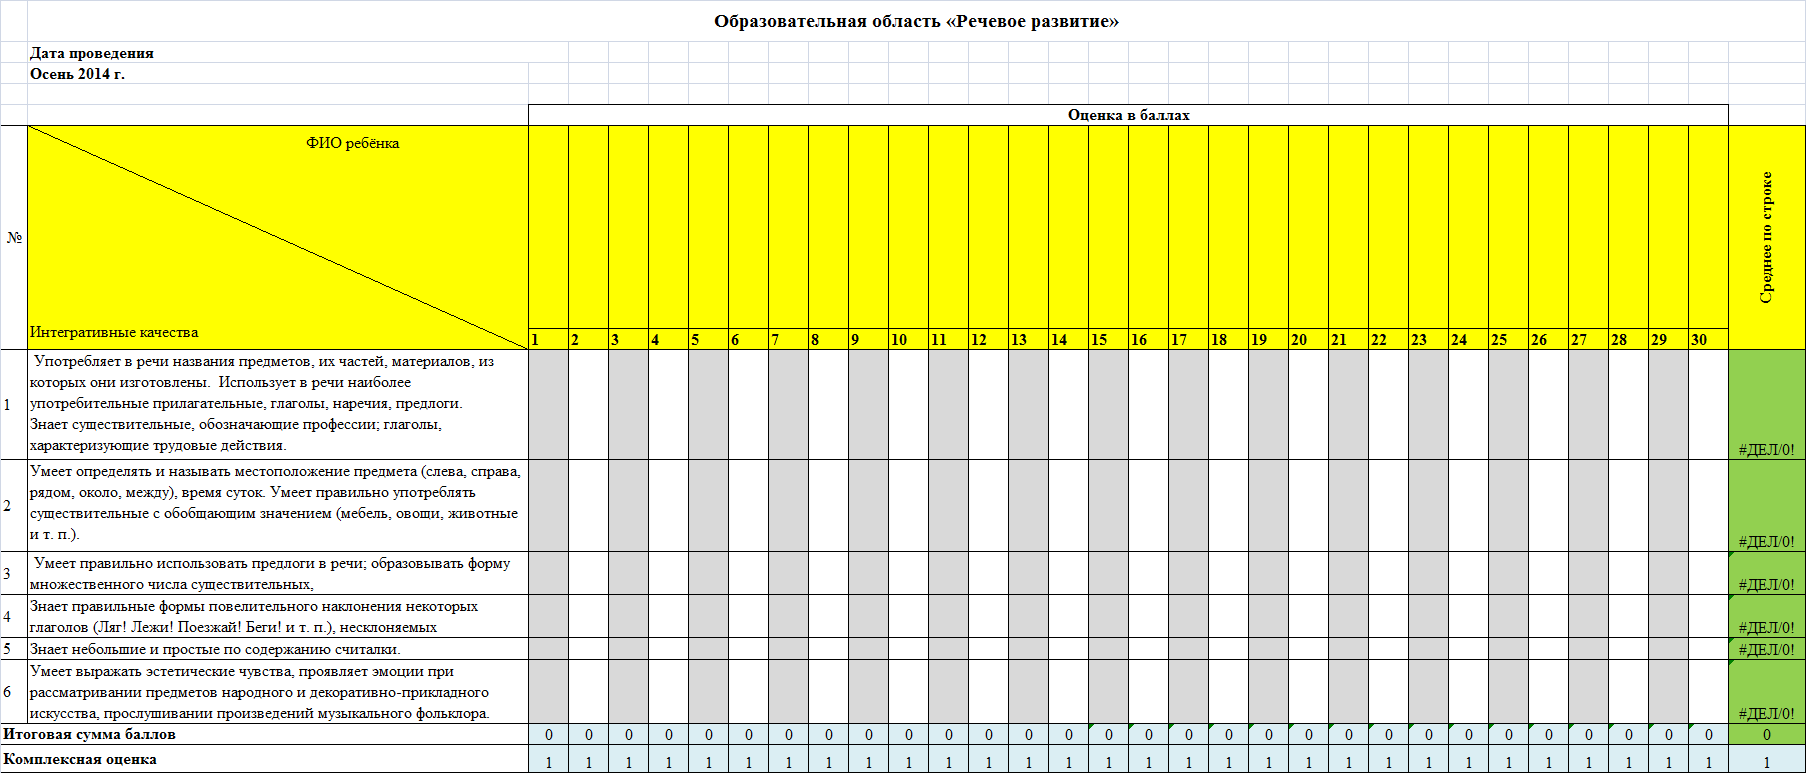 Образовательная область «Речевое развитие»
Дата проведения
Осень 2014 г.
Оценка в баллах
№
ФИО ребёнка
Интегративные качества
1 2 3 4 5 6 7 8 9 10 11 12 13 14 15 16 17 18 19 20 21 22 23 24 25 26 27 28 29 30
Среднее по строке
1
Употребляет в речи названия предметов, их частей, материалов, из
которых они изготовлены. Использует в речи наиболее
употребительные прилагательные, глаголы, наречия, предлоги.
Знает существительные, обозначающие профессии; глаголы,
характеризующие трудовые действия.
#ДЕЛ/0!
2
Умеет определять и называть местоположение предмета (слева, справа,
рядом, около, между), время суток. Умеет правильно употреблять
существительные с обобщающим значением (мебель, овощи, животные
и т. п.).
#ДЕЛ/0!
3
Умеет правильно использовать предлоги в речи; образовывать форму
множественного числа существительных,
#ДЕЛ/0!
4
Знает правильные формы повелительного наклонения некоторых
глаголов (Ляг! Лежи! Поезжай! Беги! и т. п.), несклоняемых
#ДЕЛ/0!
5 Знает небольшие и простые по содержанию считалки. #ДЕЛ/0!
6
Умеет выражать эстетические чувства, проявляет эмоции при
рассматривании предметов народного и декоративно-прикладного
искусства, прослушивании произведений музыкального фольклора.
#ДЕЛ/0!
Итоговая сумма баллов 0 0 0 0 0 0 0 0 0 0 0 0 0 0 0 0 0 0 0 0 0 0 0 0 0 0 0 0 0 0 0
Комплексная оценка 1 1 1 1 1 1 1 1 1 1 1 1 1 1 1 1 1 1 1 1 1 1 1 1 1 1 1 1 1 1 1